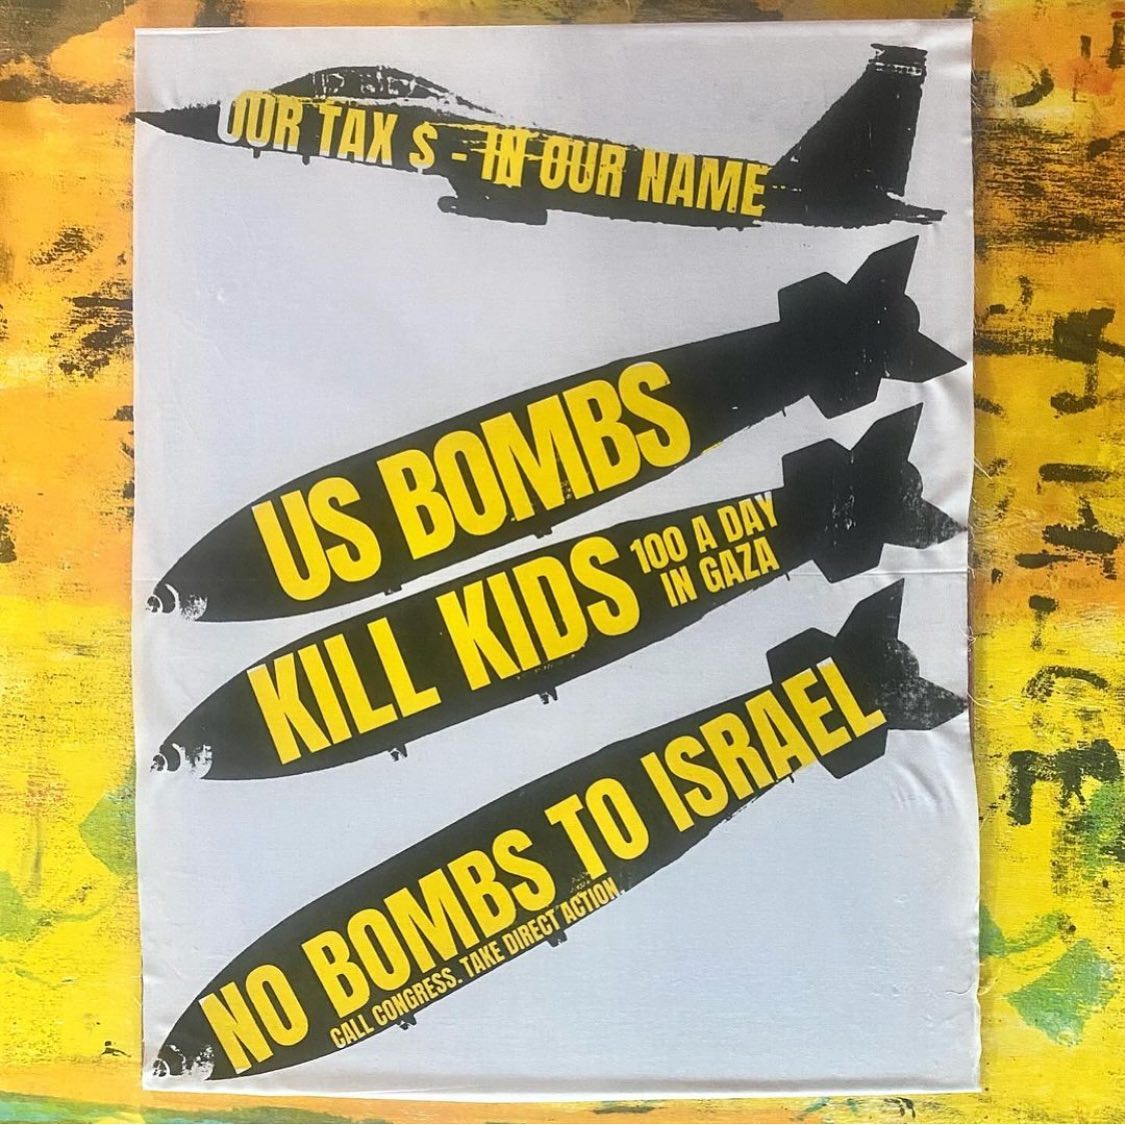 OUR TAX $ - IN OUR NAME
US BOMBS
KILL KIDS
100 A DAY
IN GAZA
NO BOMBS TO ISRAEL
CALL CONGRESS. TAKE DIRECT ACTION.